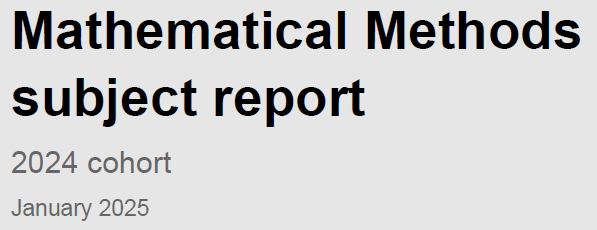 Mathematical Methods
subject report
2024 cohort
January 2025